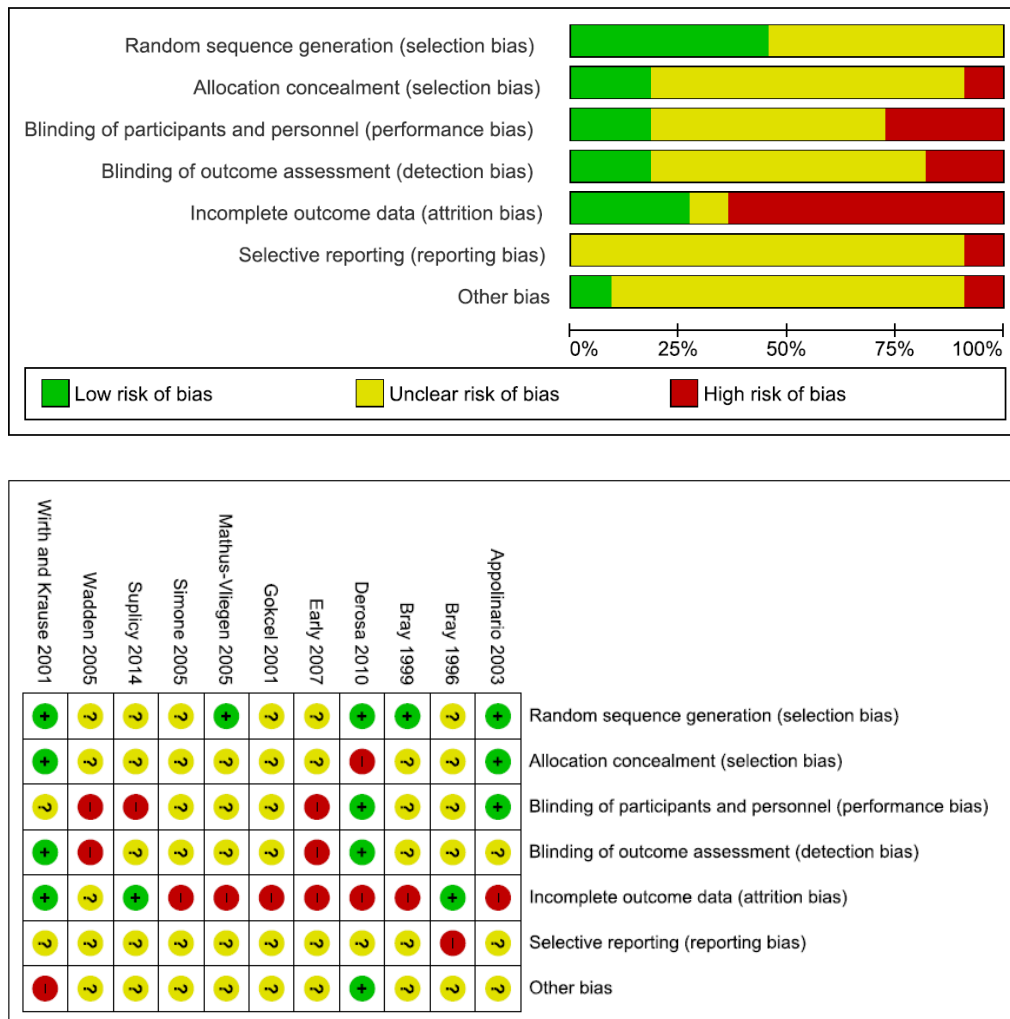 Random sequence generation (selection bias)
Allocation concealment (selection bias)
Blinding of participants and personnel (performance bias)
Blinding of outcome assessment (detection bias)
Incomplete outcome data (attrition bias)
Selective reporting (reporting bias)
Other bias
0% 25% 50% 75% 100%
Low risk of bias Unclear risk of bias High risk of bias
Wirth and Krause 2001
Wadden 2005
Suplicy 2014
Simone 2005
Mathus-Vliegen 2005
Gokcel 2001
Early 2007
Derosa 2010
Bray 1999
Bray 1996
Appolinario 2003
+ ? ? ? + ? ? + + ? + Random sequence generation (selection bias)
+ ? ? ? ? ? ? − ? ? + Allocation concealment (selection bias)
? − − ? ? ? − + ? ? + Blinding of participants and personnel (performance bias)
+ − ? ? ? ? − + ? ? ? Blinding of outcome assessment (detection bias)
+ ? + − − − − − − + − Incomplete outcome data (attrition bias)
? ? ? ? ? ? ? ? ? − ? Selective reporting (reporting bias)
− ? ? ? ? ? ? + ? ? ? Other bias